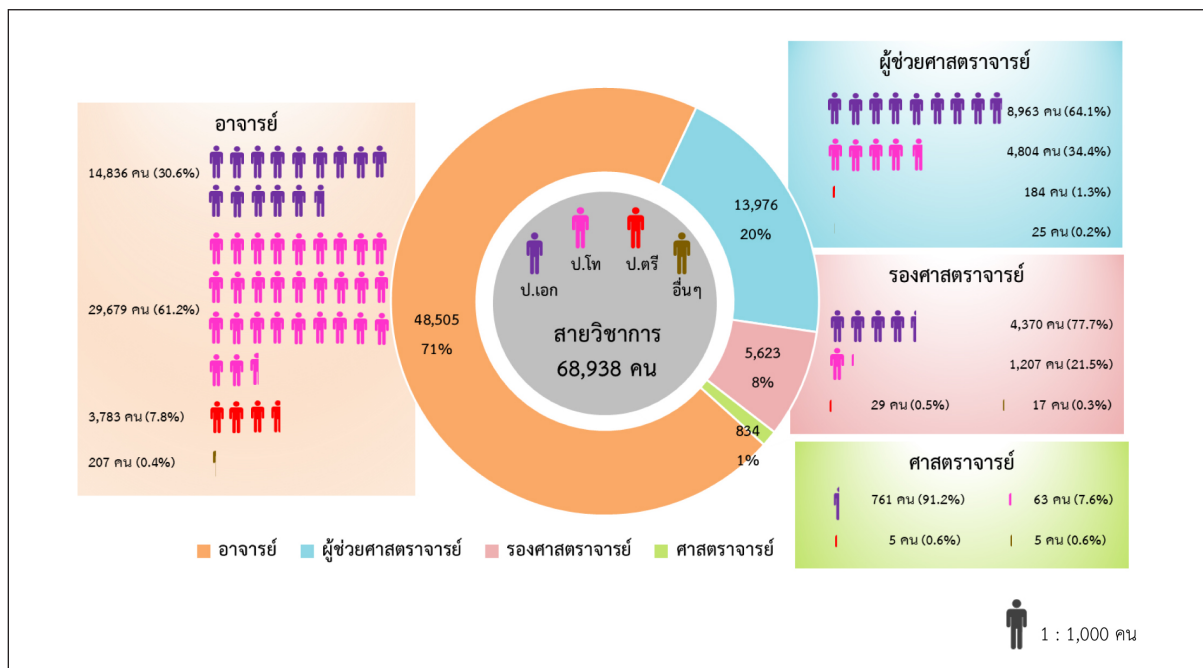 อาจารย์
14,836 คน (30.6%)
29,679 คน (61.2%)
3,783 คน (7.8%)
207 คน (0.4%)
48,505
71%
13,976
20%
5,623
8%
834
1%
ป.เอก
ป.โท
ป.ตรี
อื่นๆ
สายวิชาการ
68,938 คน
ผู้ช่วยศาสตราจารย์
8,963 คน (64.1%)
4,804 คน (34.4%)
184 คน (1.3%)
25 คน (0.2%)
รองศาสตราจารย์
4,370 คน (77.7%)
1,207 คน (21.5%)
29 คน (0.5%) 17 คน (0.3%)
ศาสตราจารย์
761 คน (91.2%) 63 คน (7.6%)
5 คน (0.6%) 5 คน (0.6%)
อาจารย์ ผู้ช่วยศาสตราจารย์ รองศาสตราจารย์ ศาสตราจารย์
1 : 1,000 คน